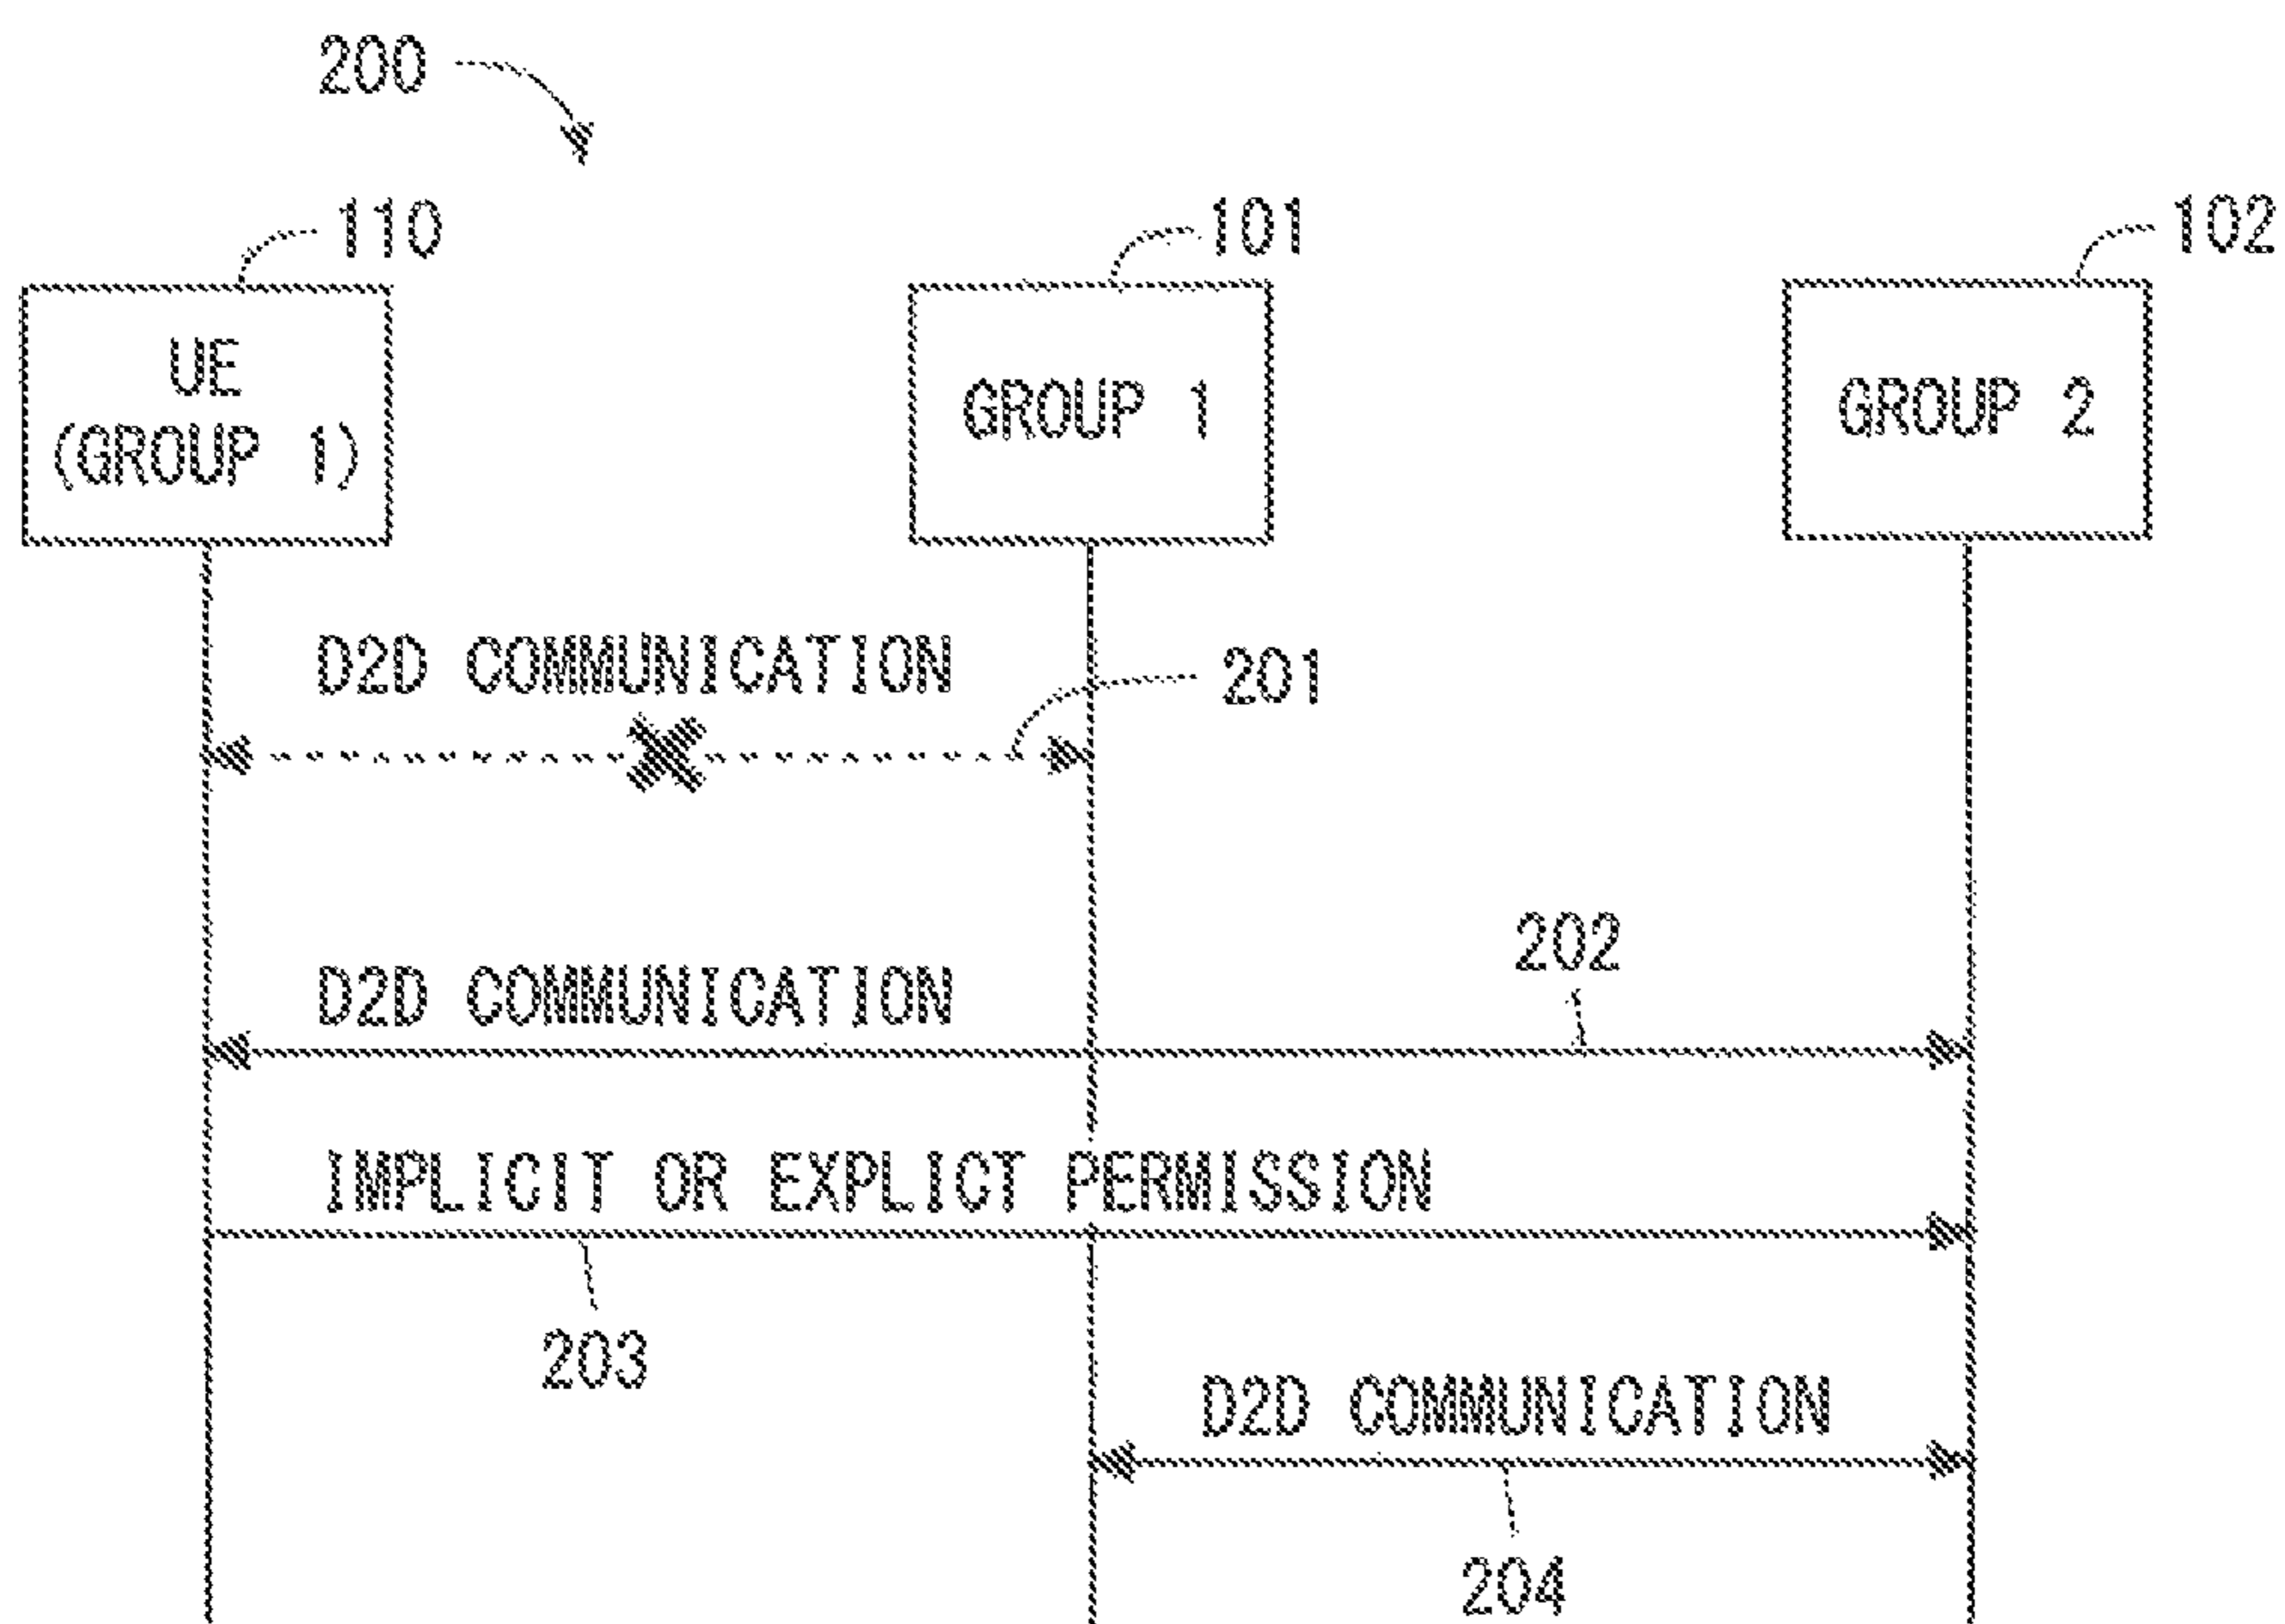 200
110
101
102
UE
(GROUP 1)
GROUP 1
GROUP 2
D2D COMMUNICATION
201
202
D2D COMMUNICATION
IMPLICIT OR EXPLICT PERMISSION
203
D2D COMMUNICATION
204